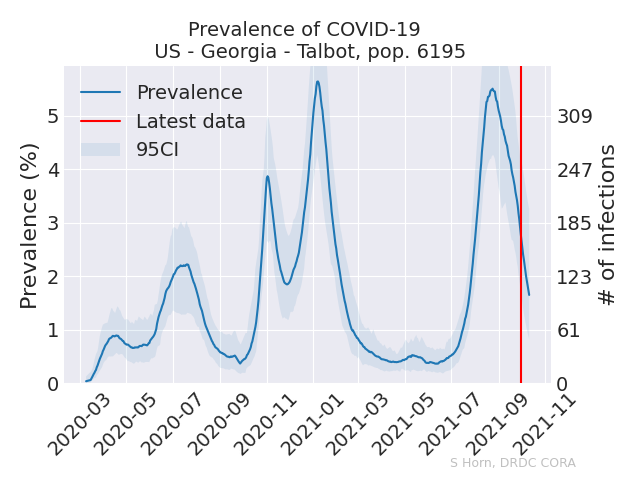 Prevalence of COVID-19
US - Georgia - Talbot, pop. 6195
Prevalence
Latest data
95CI
Prevalence (%)
5
4
3
2
1
0
309
247
185
123
61
0
# of infections
2020-03
2020-05
2020-07
2020-09
2020-11
2021-01
2021-03
2021-05
2021-07
2021-09
2021-11
S Horn, DRDC CORA